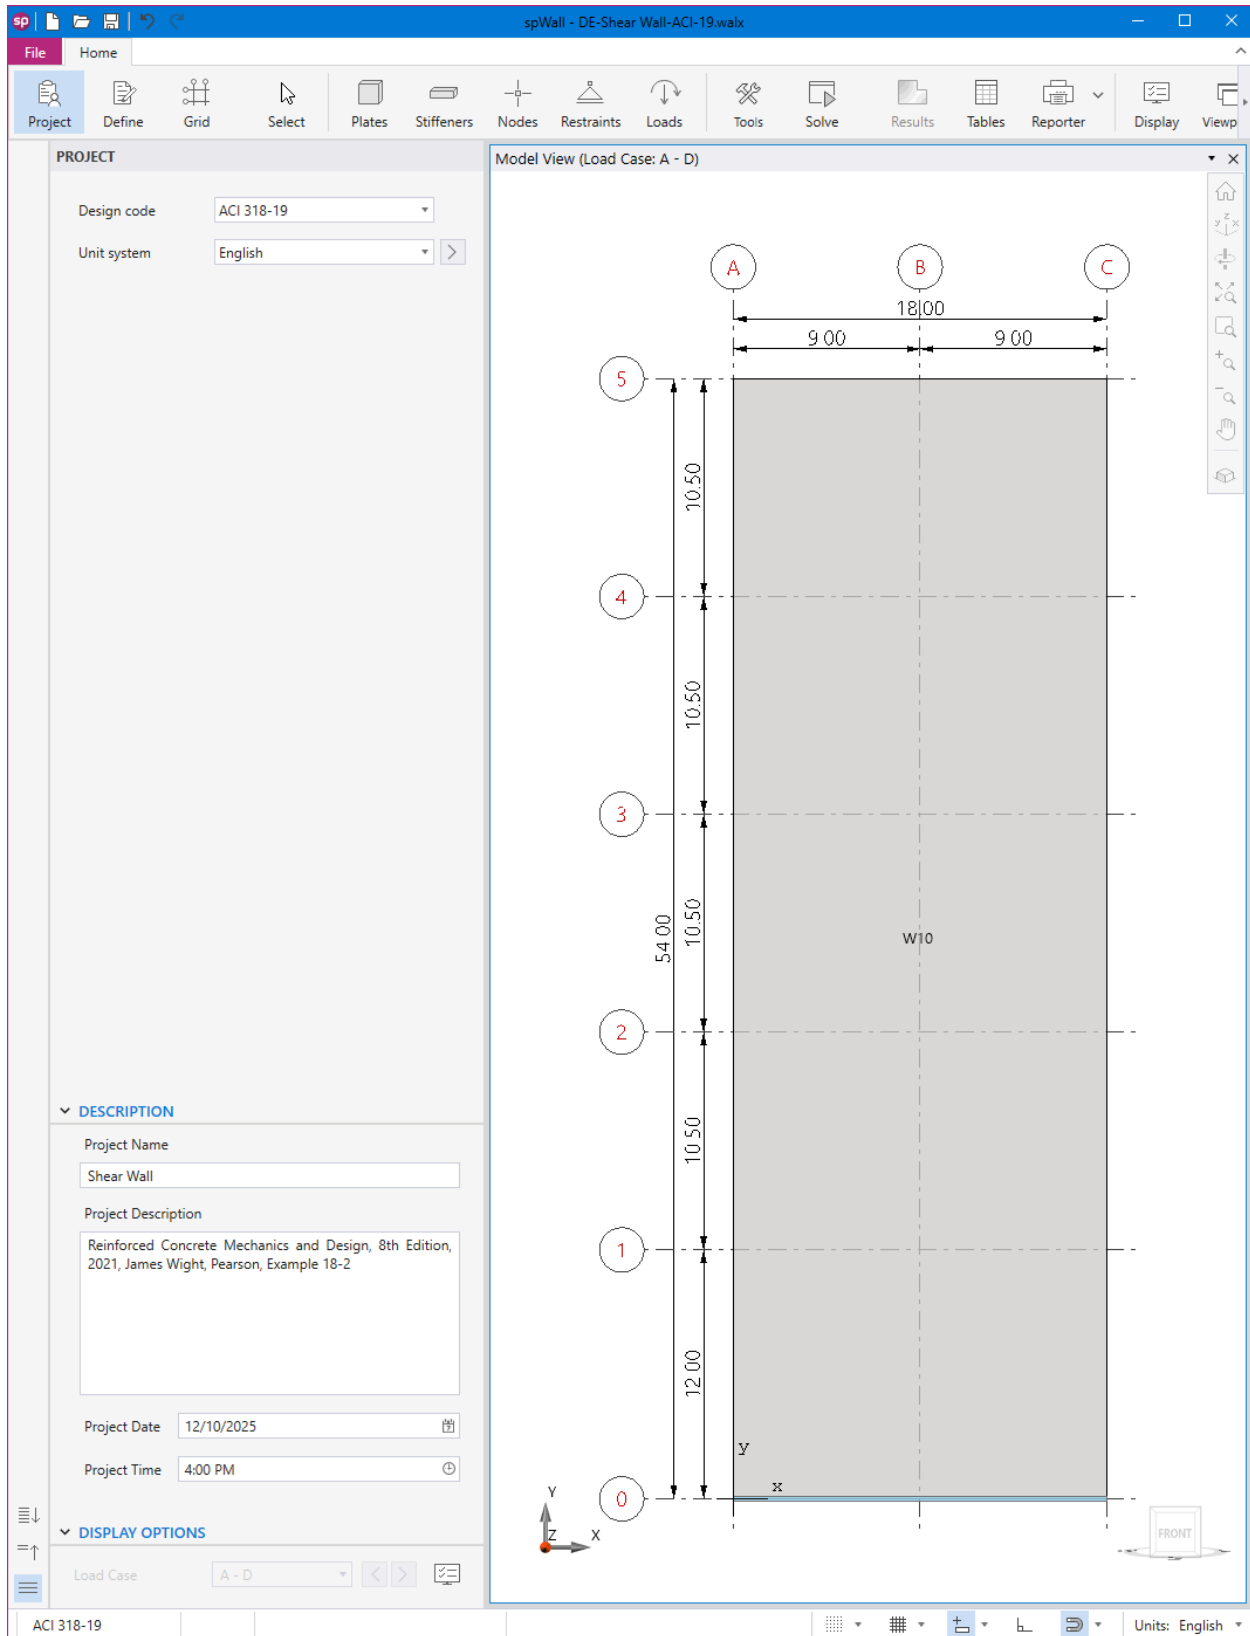 sp
spWall - DE-Shear Wall-ACI-19.walx
File
Home
Project
Define
Grid
Select
Plates
Stiffeners
Nodes
Restraints
Loads
Tools
Solve
Results
Tables
Reporter
Display
Viewp
PROJECT
Design code
ACI 318-19
Unit system
English
Model View (Load Case: A - D)
A
B
C
18.00
9.00
9.00
5
10.50
4
10.50
3
54.00
10.50
W10
2
10.50
1
12.00
y
x
0
Y
Z
X
z
y
x
FRONT
DESCRIPTION
Project Name
Shear Wall
Project Description
Reinforced Concrete Mechanics and Design, 8th Edition,
2021, James Wight, Pearson, Example 18-2
Project Date
12/10/2025
Project Time
4:00 PM
DISPLAY OPTIONS
Load Case
A - D
ACI 318-19
Units: English